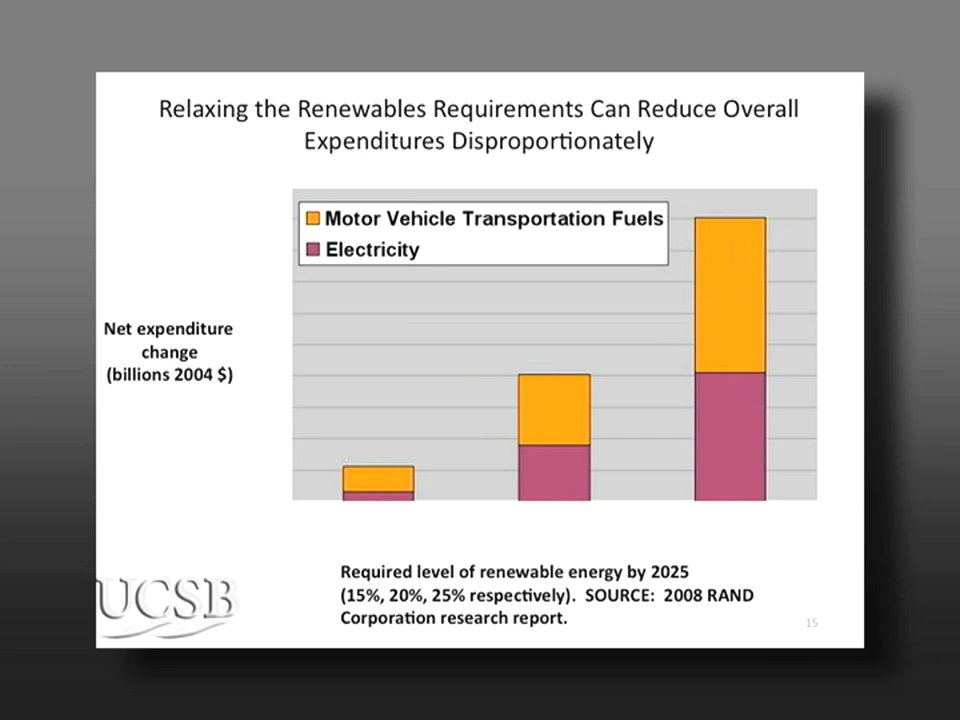 Relaxing the Renewables Requirements Can Reduce Overall
Expenditures Disproportionately
Motor Vehicle Transportation Fuels
Electricity
Net expenditure
change
(billions 2004 $)
Required level of renewable energy by 2025
(15%, 20%, 25% respectively). SOURCE: 2008 RAND
Corporation research report.
UCSB
15